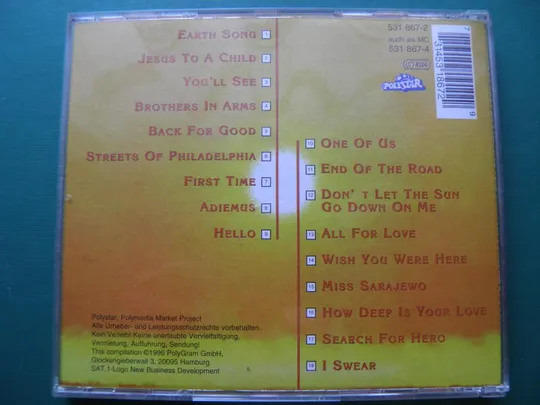 Earth Song 1
Jesus To A Child 2
You'll See 3
Brothers In Arms 4
Back For Good 5
Streets Of Philadelphia 6
First Time 7
Adiemus 8
Hello 9
10 One Of Us
11 End Of The Road
12 Don't Let The Sun
Go Down On Me
13 All For Love
14 Wish You Were Here
15 Miss Sarajewo
16 How Deep Is Your Love
17 Search For Hero
18 I Swear
531 867-2
auch als MC
531 867-4
POLYSTAR
7 31453 18672 9
Polystar, Polymedia Market Project
Alle Urheber- und Leistungsschutzrechte vorbehalten.
Kein Verleih! Keine unerlaubte Vervielfältigung,
Vermietung, Aufführung, Sendung!
This compilation ©1996 PolyGram GmbH,
Glockengiesserwall 3, 20095 Hamburg
SAT.1-Logo New Business Development